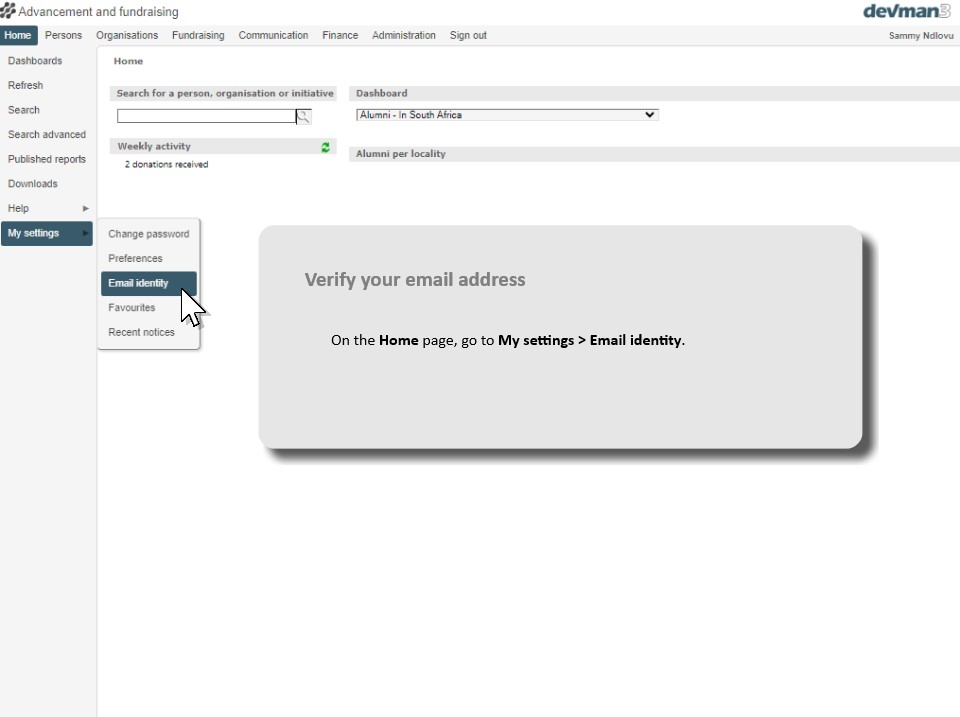 Advancement and fundraising
devman3
Home Persons Organisations Fundraising Communication Finance Administration Sign out
Sammy Ndlovu
Dashboards
Refresh
Search
Search advanced
Published reports
Downloads
Help
My settings
Change password
Preferences
Email identity
Favourites
Recent notices
Home
Search for a person, organisation or initiative
Weekly activity
2 donations received
Dashboard
Alumni - In South Africa
Alumni per locality
Verify your email address
On the Home page, go to My settings > Email identity.